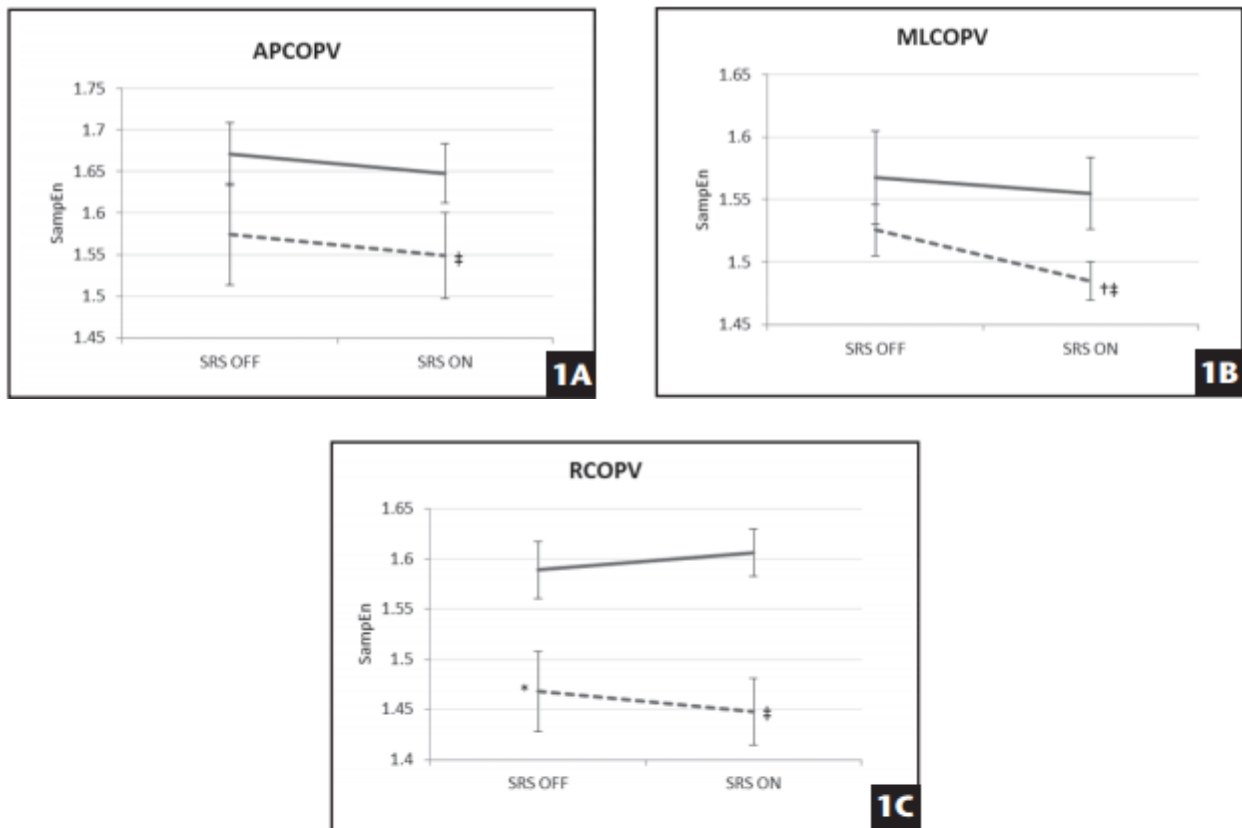 APCOPV
SampEn
1.75
1.7
1.65
1.6
1.55
1.5
1.45
‡
SRS OFF SRS ON
1A
MLCOPV
SampEn
1.65
1.6
1.55
1.5
1.45
†‡
SRS OFF SRS ON
1B
RCOPV
SampEn
1.65
1.6
1.55
1.5
1.45
1.4
*
‡
SRS OFF SRS ON
1C